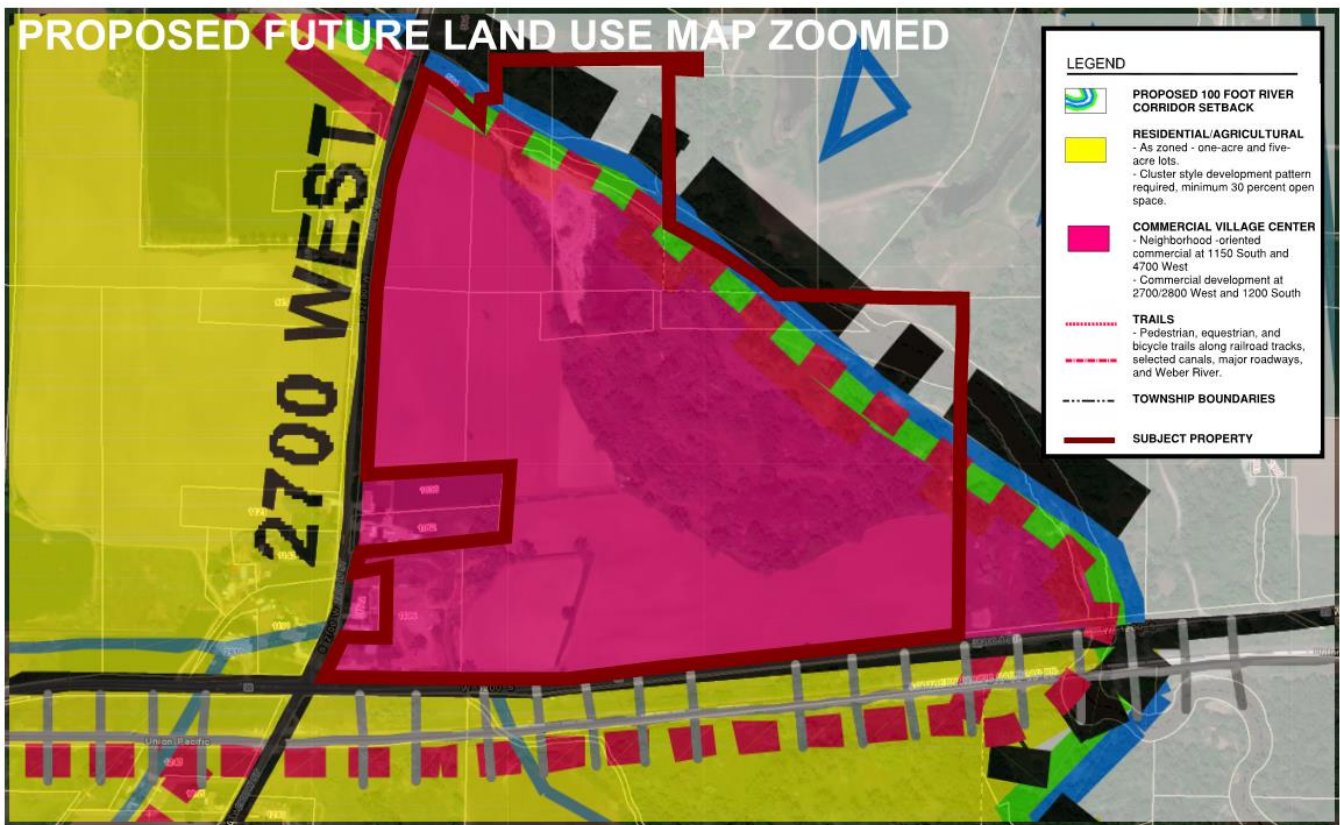 PROPOSED FUTURE LAND USE MAP ZOOMED
2700 WEST
LEGEND
PROPOSED 100 FOOT RIVER
CORRIDOR SETBACK
RESIDENTIAL/AGRICULTURAL
- As zoned - one-acre and five-
acre lots.
- Cluster style development pattern
required, minimum 30 percent open
space.
COMMERCIAL VILLAGE CENTER
- Neighborhood -oriented
commercial at 1150 South and
4700 West
- Commercial development at
2700/2800 West and 1200 South
TRAILS
- Pedestrian, equestrian, and
bicycle trails along railroad tracks,
selected canals, major roadways,
and Weber River.
TOWNSHIP BOUNDARIES
SUBJECT PROPERTY
Union Pacific